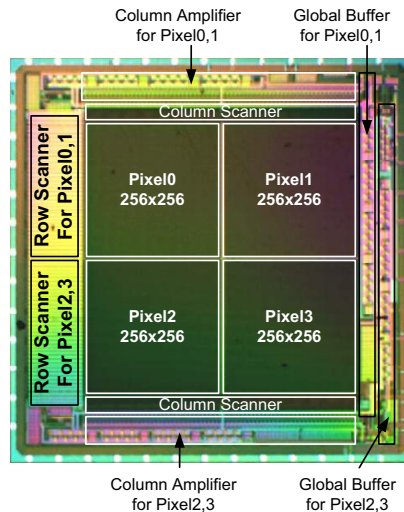 Column Amplifier
for Pixel0,1
Global Buffer
for Pixel0,1
Column Scanner
Row Scanner
For Pixel0,1
Pixel0
256x256
Pixel1
256x256
Row Scanner
For Pixel2,3
Pixel2
256x256
Pixel3
256x256
Column Scanner
Column Amplifier
for Pixel2,3
Global Buffer
for Pixel2,3